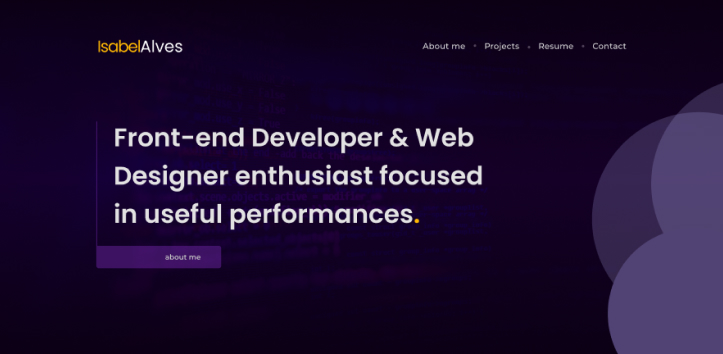 IsabelAlves
About me • Projects • Resume • Contact
Front-end Developer & Web
Designer enthusiast focused
in useful performances.
about me